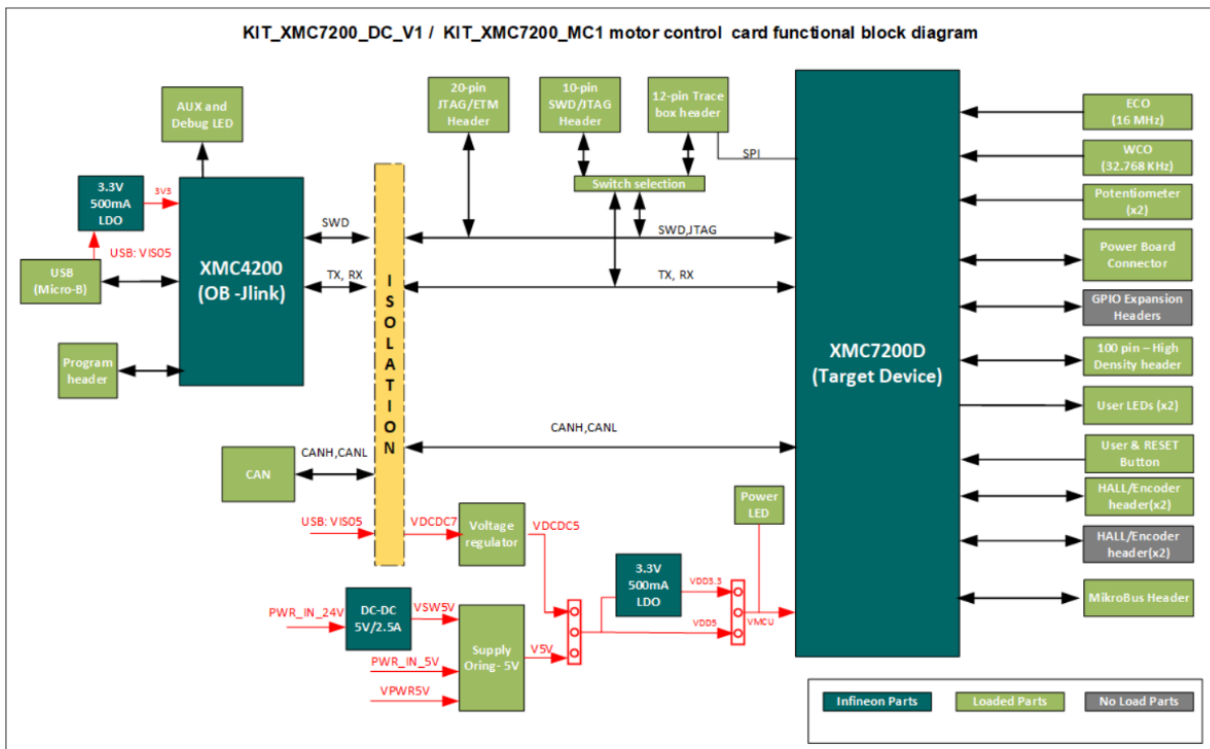 KIT_XMC7200_DC_V1 / KIT_XMC7200_MC1 motor control card functional block diagram
AUX and
Debug LED
20-pin
JTAG/ETM
Header
10-pin
SWD/JTAG
Header
12-pin Trace
box header
SPI
Switch selection
3.3V
500mA
LDO
3V3
USB: VIS05
USB
(Micro-B)
XMC4200
(OB -Jlink)
Program
header
SWD
TX, RX
ISOLATION
SWD,JTAG
TX, RX
CANH,CANL
CAN
CANH,CANL
USB: VIS05
VDCDC7
Voltage
regulator
VDCDC5
PWR_IN_24V
DC-DC
5V/2.5A
VSW5V
PWR_IN_5V
VPWR5V
Supply
Oring- 5V
V5V
3.3V
500mA
LDO
VDD3.3
VDD5
VMCU
Power
LED
XMC7200D
(Target Device)
ECO
(16 MHz)
WCO
(32.768 KHz)
Potentiometer
(x2)
Power Board
Connector
GPIO Expansion
Headers
100 pin – High
Density header
User LEDs (x2)
User & RESET
Button
HALL/Encoder
header(x2)
HALL/Encoder
header(x2)
MikroBus Header
Infineon Parts
Loaded Parts
No Load Parts